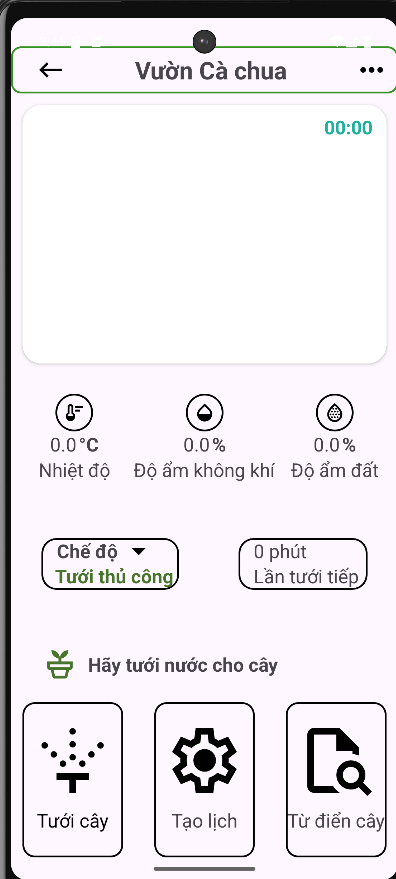 Vườn Cà chua
00:00
0.0°C
0.0%
0.0%
Nhiệt độ
Độ ẩm không khí
Độ ẩm đất
Chế độ
Tưới thủ công
0 phút
Lần tưới tiếp
Hãy tưới nước cho cây
Tưới cây
Tạo lịch
Từ điển cây